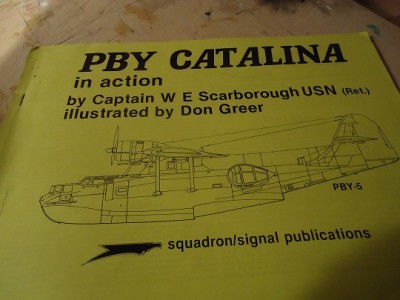 PBY CATALINA
in action
by Captain W E Scarborough USN (Ret.)
illustrated by Don Greer
PBY-5
squadron/signal publications